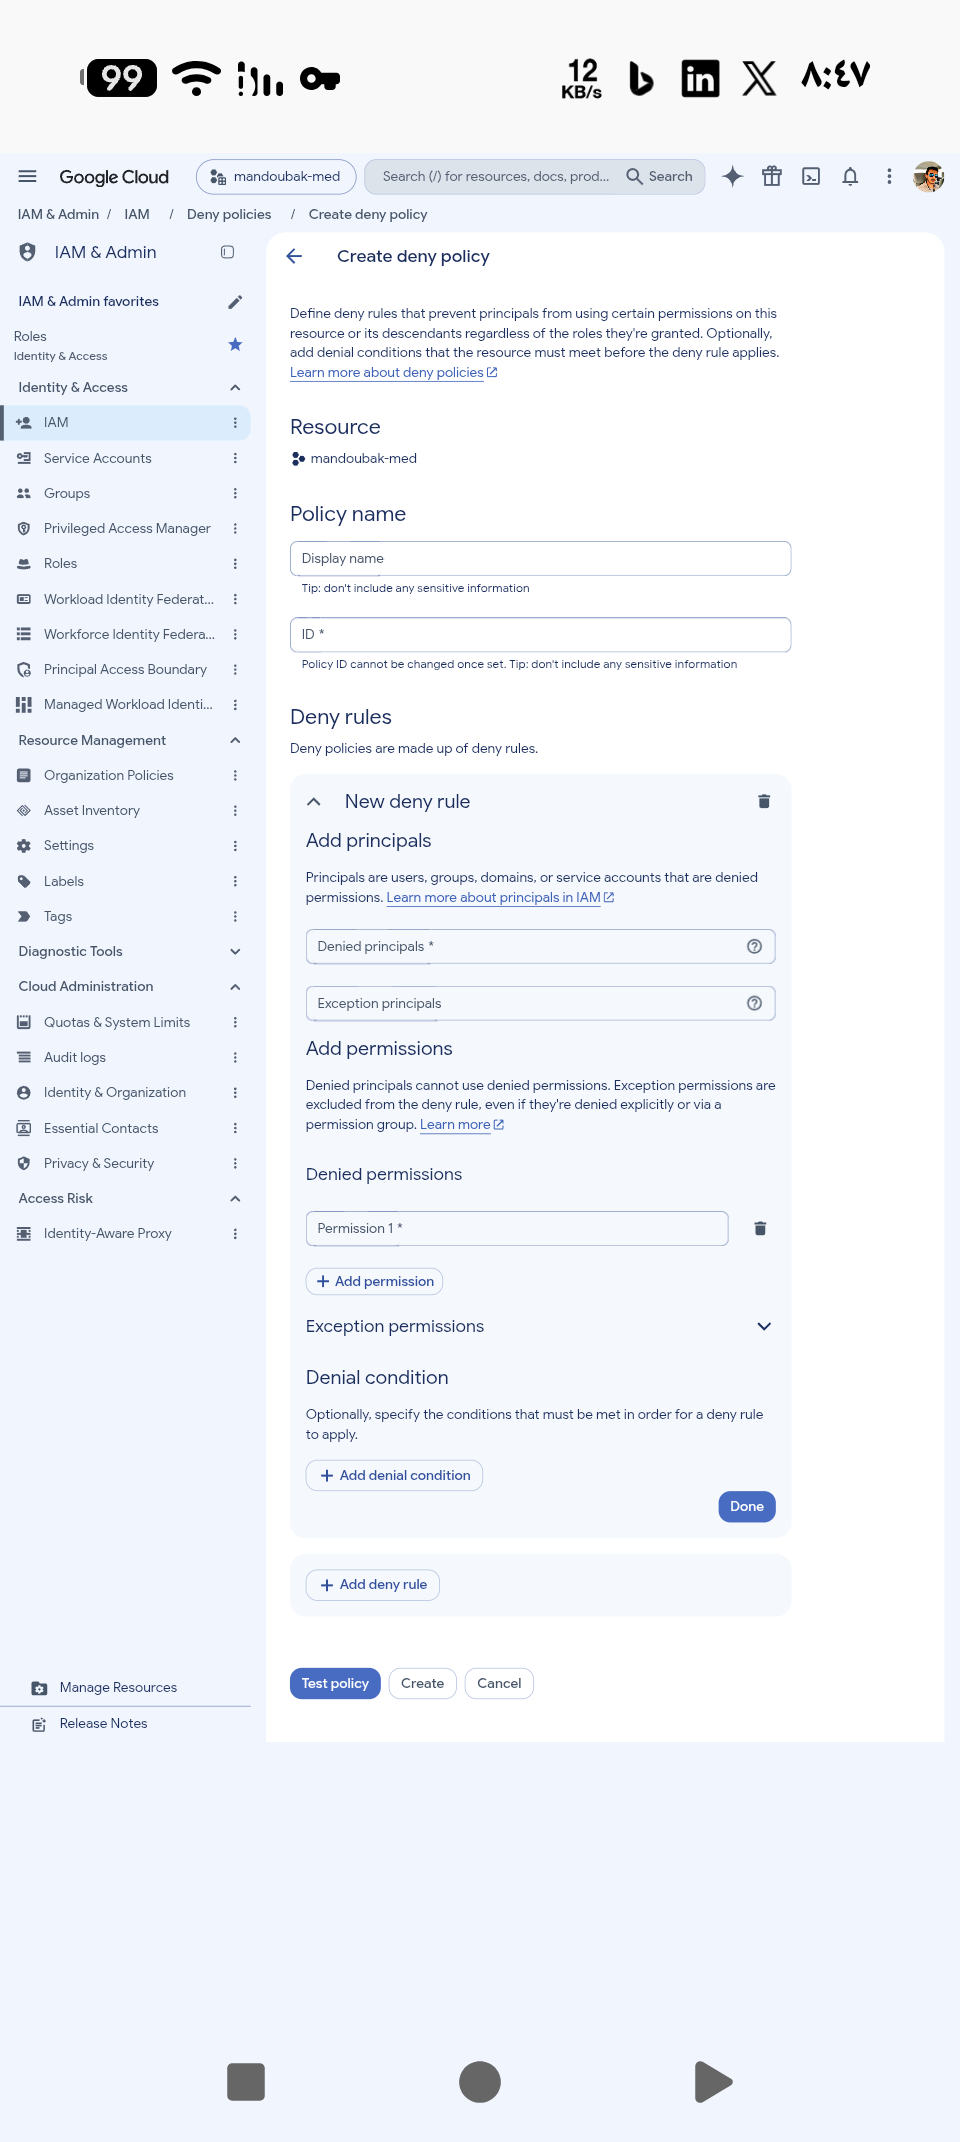 99
12
KB/s
٨:٤٧
Google Cloud
mandoubak-med
Search (/) for resources, docs, prod...
Search
IAM & Admin / IAM / Deny policies / Create deny policy
IAM & Admin
IAM & Admin favorites
Roles
Identity & Access
Identity & Access
IAM
Service Accounts
Groups
Privileged Access Manager
Roles
Workload Identity Federat...
Workforce Identity Federa...
Principal Access Boundary
Managed Workload Identi...
Resource Management
Organization Policies
Asset Inventory
Settings
Labels
Tags
Diagnostic Tools
Cloud Administration
Quotas & System Limits
Audit logs
Identity & Organization
Essential Contacts
Privacy & Security
Access Risk
Identity-Aware Proxy
Manage Resources
Release Notes
Create deny policy
Define deny rules that prevent principals from using certain permissions on this
resource or its descendants regardless of the roles they're granted. Optionally,
add denial conditions that the resource must meet before the deny rule applies.
Learn more about deny policies
Resource
mandoubak-med
Policy name
Display name
Tip: don't include any sensitive information
ID *
Policy ID cannot be changed once set. Tip: don't include any sensitive information
Deny rules
Deny policies are made up of deny rules.
New deny rule
Add principals
Principals are users, groups, domains, or service accounts that are denied
permissions. Learn more about principals in IAM
Denied principals *
Exception principals
Add permissions
Denied principals cannot use denied permissions. Exception permissions are
excluded from the deny rule, even if they're denied explicitly or via a
permission group. Learn more
Denied permissions
Permission 1 *
Add permission
Exception permissions
Denial condition
Optionally, specify the conditions that must be met in order for a deny rule
to apply.
Add denial condition
Done
Add deny rule
Test policy
Create
Cancel